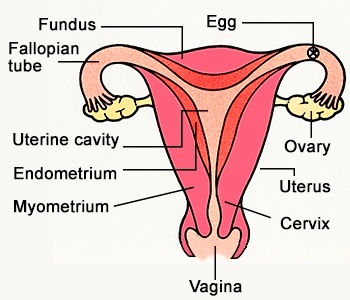 Fundus
Egg
Fallopian
tube
Uterine cavity
Ovary
Endometrium
Uterus
Myometrium
Cervix
Vagina